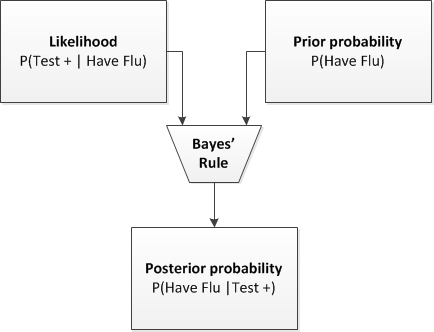 Likelihood
P(Test + | Have Flu)
Prior probability
P(Have Flu)
Bayes’
Rule
Posterior probability
P(Have Flu |Test +)